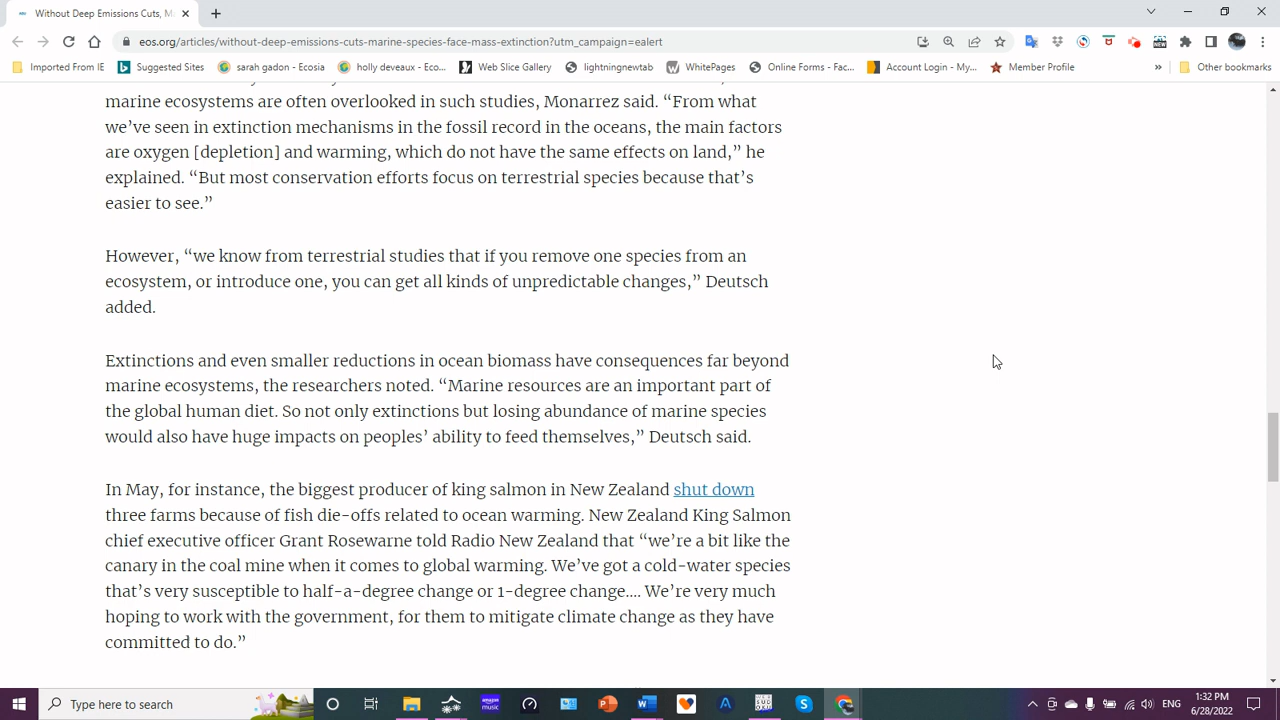 Without Deep Emissions Cuts, M
eos.org/articles/without-deep-emissions-cuts-marine-species-face-mass-extinction?utm_campaign=ealert
Imported From IE
Suggested Sites
sarah gadon - Ecosia
holly deveaux - Eco...
Web Slice Gallery
lightningnewtab
WhitePages
Online Forms - Fac...
Account Login - My...
Member Profile
»
Other bookmarks
marine ecosystems are often overlooked in such studies, Monarrez said. “From what
we’ve seen in extinction mechanisms in the fossil record in the oceans, the main factors
are oxygen [depletion] and warming, which do not have the same effects on land,” he
explained. “But most conservation efforts focus on terrestrial species because that’s
easier to see.”
However, “we know from terrestrial studies that if you remove one species from an
ecosystem, or introduce one, you can get all kinds of unpredictable changes,” Deutsch
added.
Extinctions and even smaller reductions in ocean biomass have consequences far beyond
marine ecosystems, the researchers noted. “Marine resources are an important part of
the global human diet. So not only extinctions but losing abundance of marine species
would also have huge impacts on peoples’ ability to feed themselves,” Deutsch said.
In May, for instance, the biggest producer of king salmon in New Zealand shut down
three farms because of fish die-offs related to ocean warming. New Zealand King Salmon
chief executive officer Grant Rosewarne told Radio New Zealand that “we’re a bit like the
canary in the coal mine when it comes to global warming. We’ve got a cold-water species
that’s very susceptible to half-a-degree change or 1-degree change.... We’re very much
hoping to work with the government, for them to mitigate climate change as they have
committed to do.”
Type here to search
ENG
1:32 PM
6/28/2022